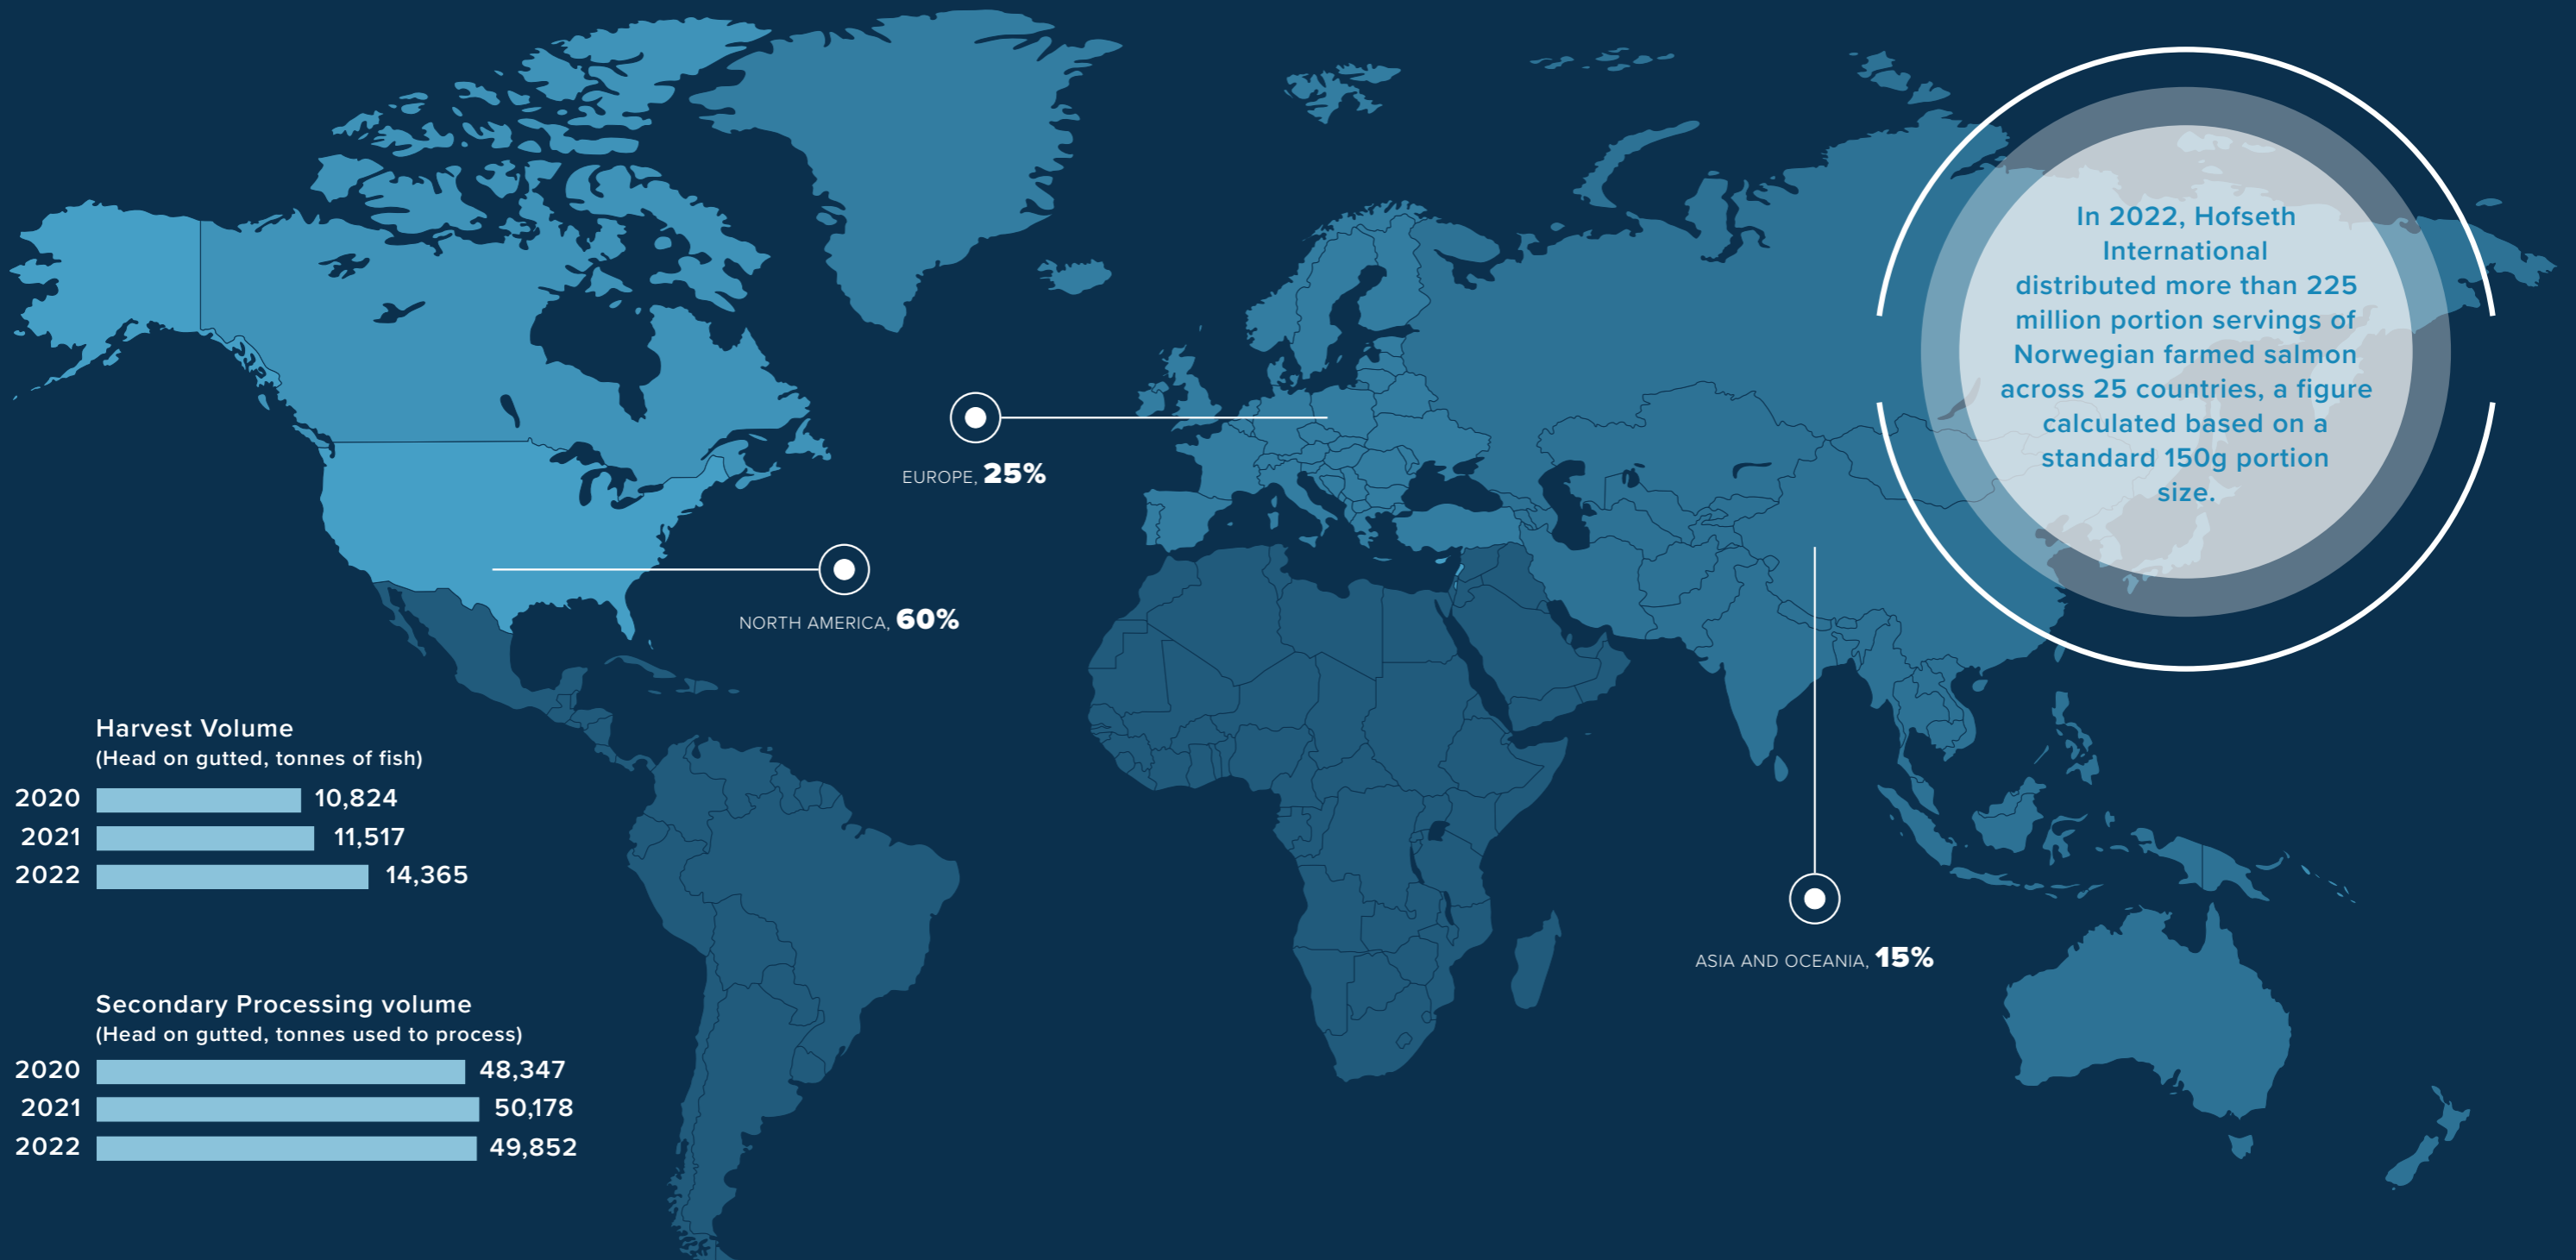 In 2022, Hofseth
International
distributed more than 225
million portion servings of
Norwegian farmed salmon
across 25 countries, a figure
calculated based on a
standard 150g portion
size.
EUROPE, 25%
NORTH AMERICA, 60%
ASIA AND OCEANIA, 15%
Harvest Volume
(Head on gutted, tonnes of fish)
2020 10,824
2021 11,517
2022 14,365
Secondary Processing volume
(Head on gutted, tonnes used to process)
2020 48,347
2021 50,178
2022 49,852